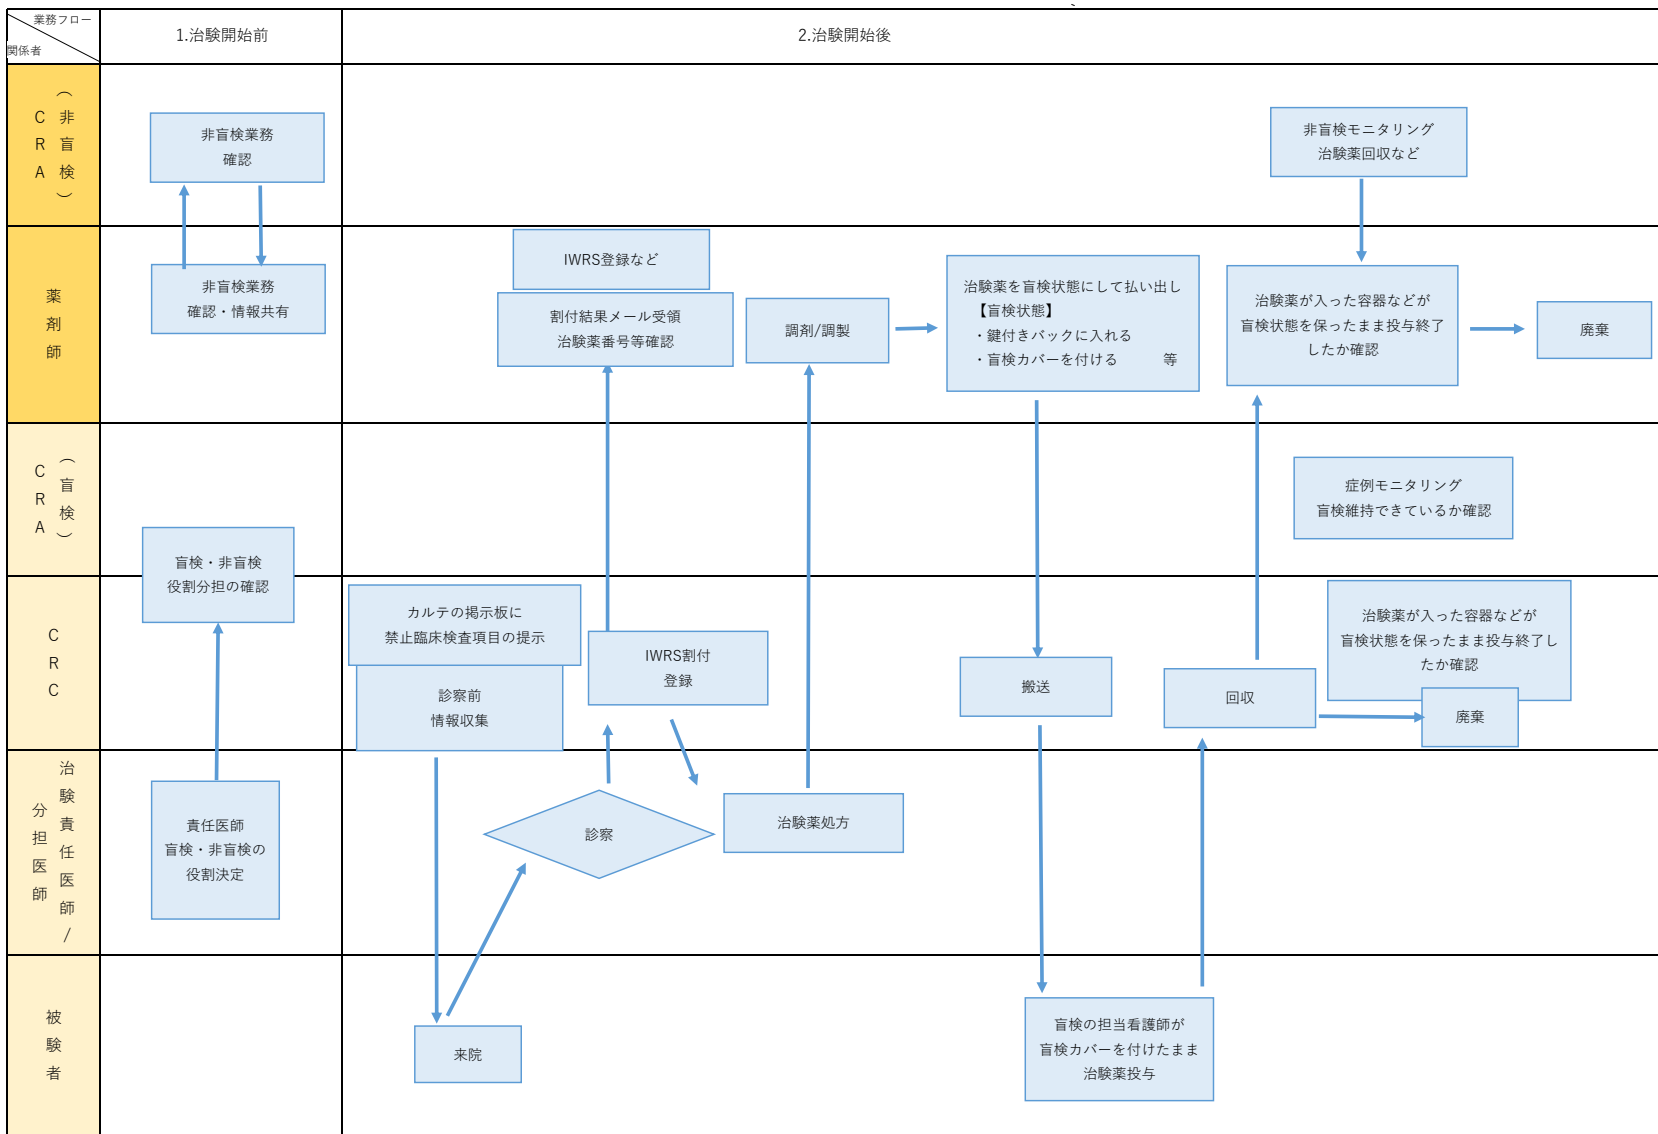 業務フロー
関係者
1.治験開始前
2.治験開始後
CRA
（非盲検）
非盲検業務
確認
非盲検モニタリング
治験薬回収など
薬剤師
非盲検業務
確認・情報共有
IWRS登録など
割付結果メール受領
治験薬番号等確認
調剤/調製
治験薬を盲検状態にして払い出し
【盲検状態】
・鍵付きバックに入れる
・盲検カバーを付ける　　　等
治験薬が入った容器などが
盲検状態を保ったまま投与終了
したか確認
廃棄
CRA
（盲検）
盲検・非盲検
役割分担の確認
症例モニタリング
盲検維持できているか確認
CRC
カルテの掲示板に
禁止臨床検査項目の提示
診察前
情報収集
IWRS割付
登録
搬送
回収
治験薬が入った容器などが
盲検状態を保ったまま投与終了し
たか確認
廃棄
治験責任医師/
分担医師
責任医師
盲検・非盲検の
役割決定
診察
治験薬処方
被験者
来院
盲検の担当看護師が
盲検カバーを付けたまま
治験薬投与